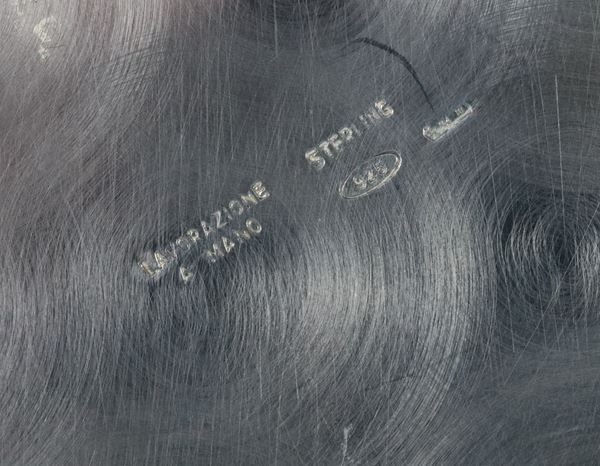 LAVORAZIONE
A MANO
STERLING
925